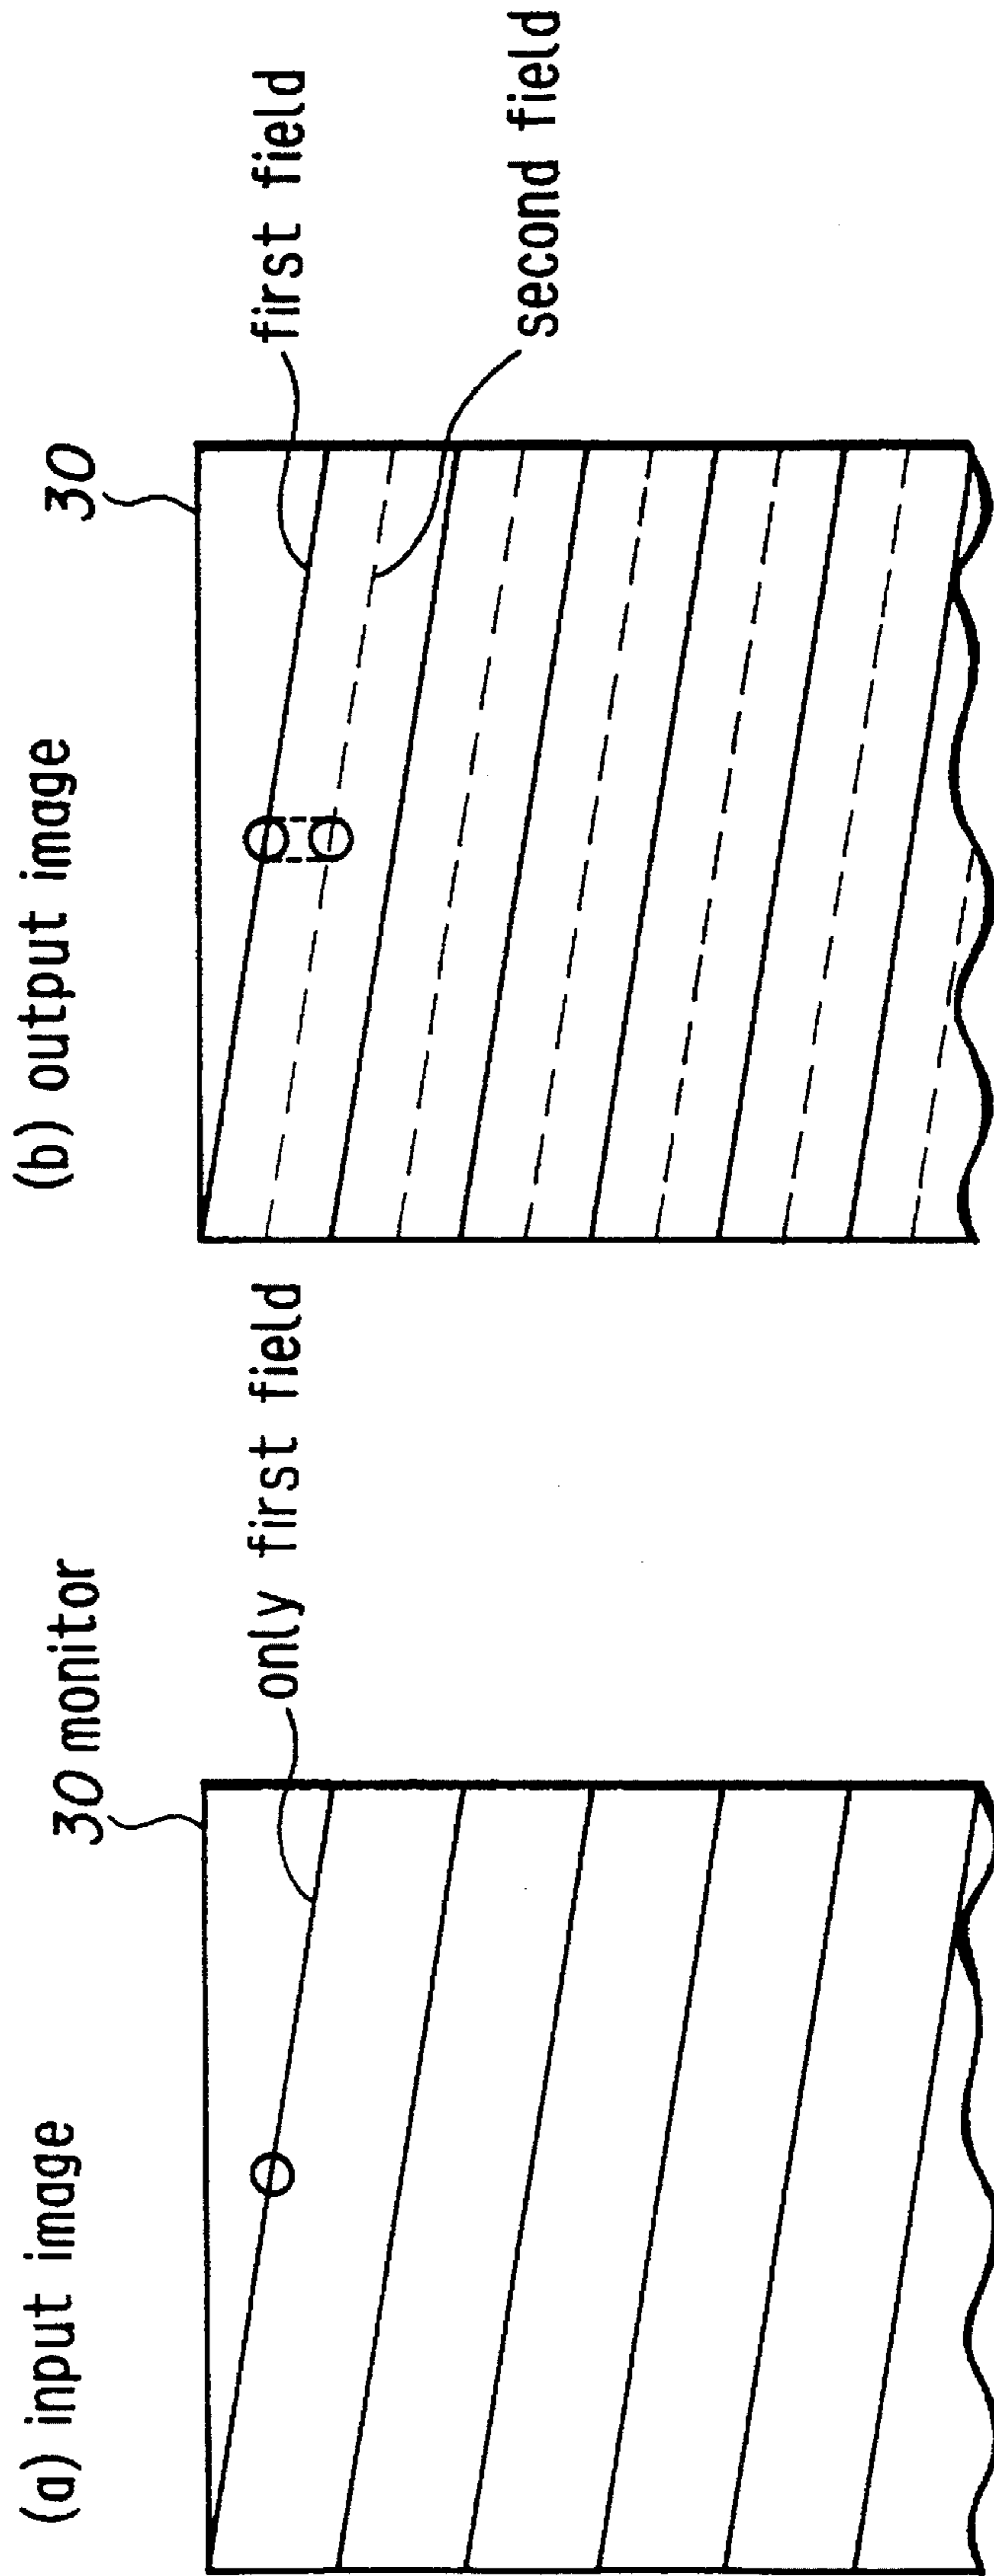 (a) input image
30 monitor
only first field
(b) output image
30
first field
second field